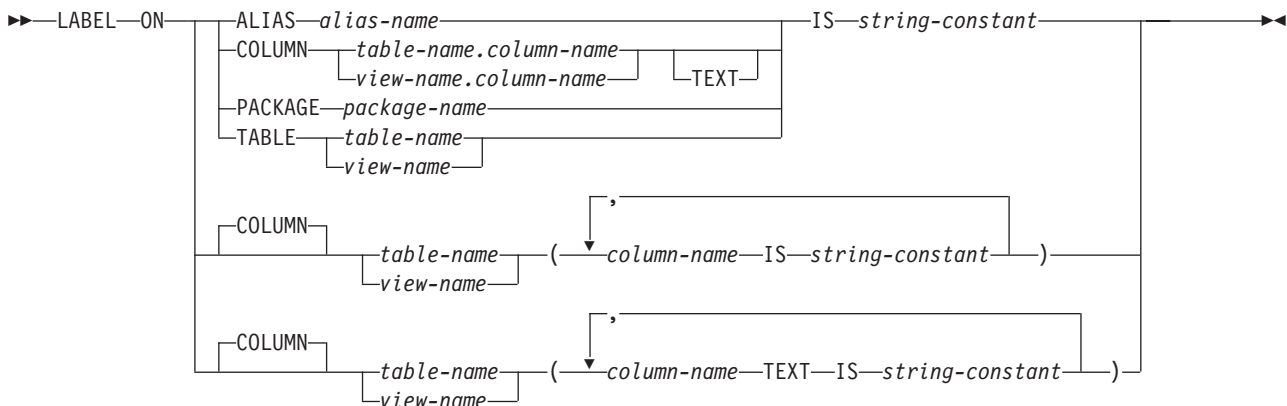 LABEL ON ALIAS alias-name IS string-constant
COLUMN table-name.column-name
view-name.column-name TEXT
PACKAGE package-name
TABLE table-name
view-name
,
COLUMN
table-name ( column-name IS string-constant )
view-name
,
COLUMN
table-name ( column-name TEXT IS string-constant )
view-name